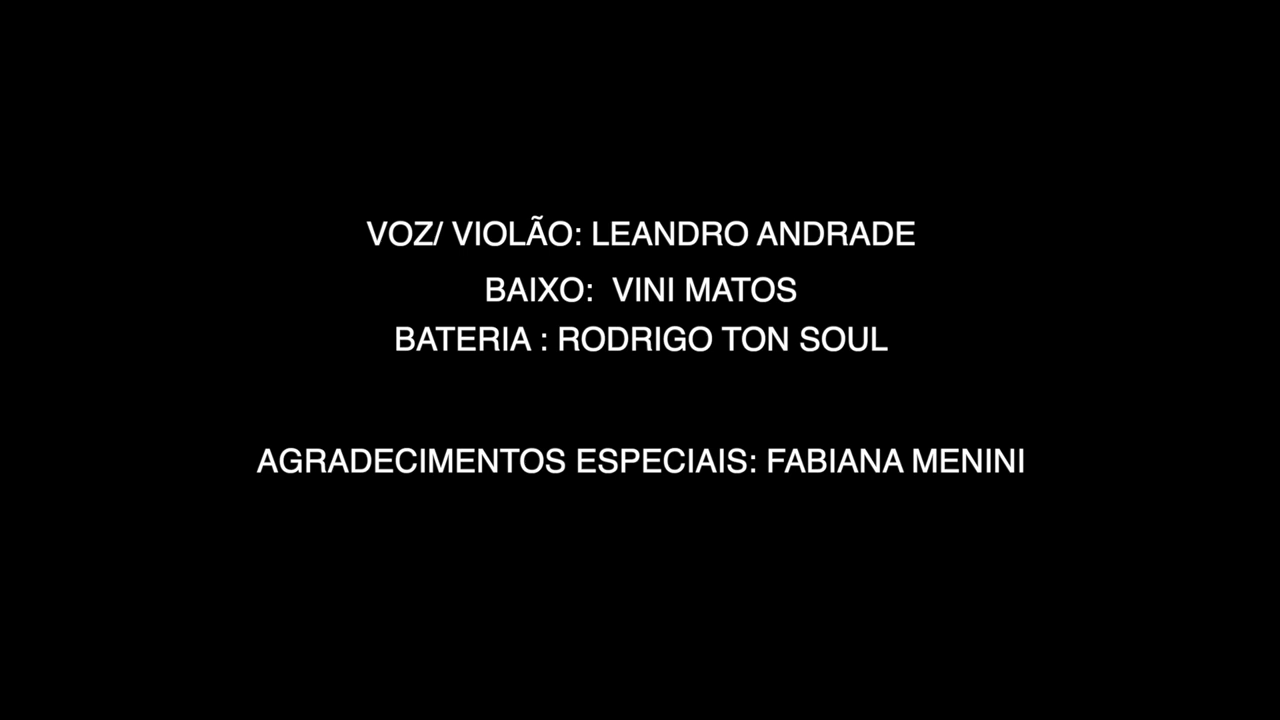 VOZ/ VIOLÃO: LEANDRO ANDRADE
BAIXO:  VINI MATOS
BATERIA : RODRIGO TON SOUL
AGRADECIMENTOS ESPECIAIS: FABIANA MENINI